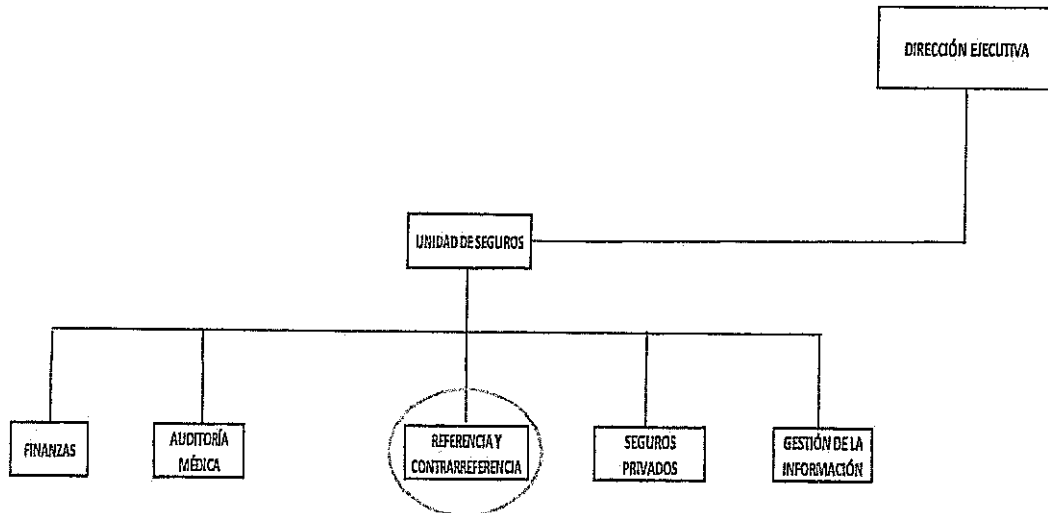 DIRECCIÓN EJECUTIVA
UNIDAD DE SEGUROS
FINANZAS
AUDITORÍA
MÉDICA
REFERENCIA Y
CONTRARREFERENCIA
SEGUROS
PRIVADOS
GESTIÓN DE LA
INFORMACIÓN